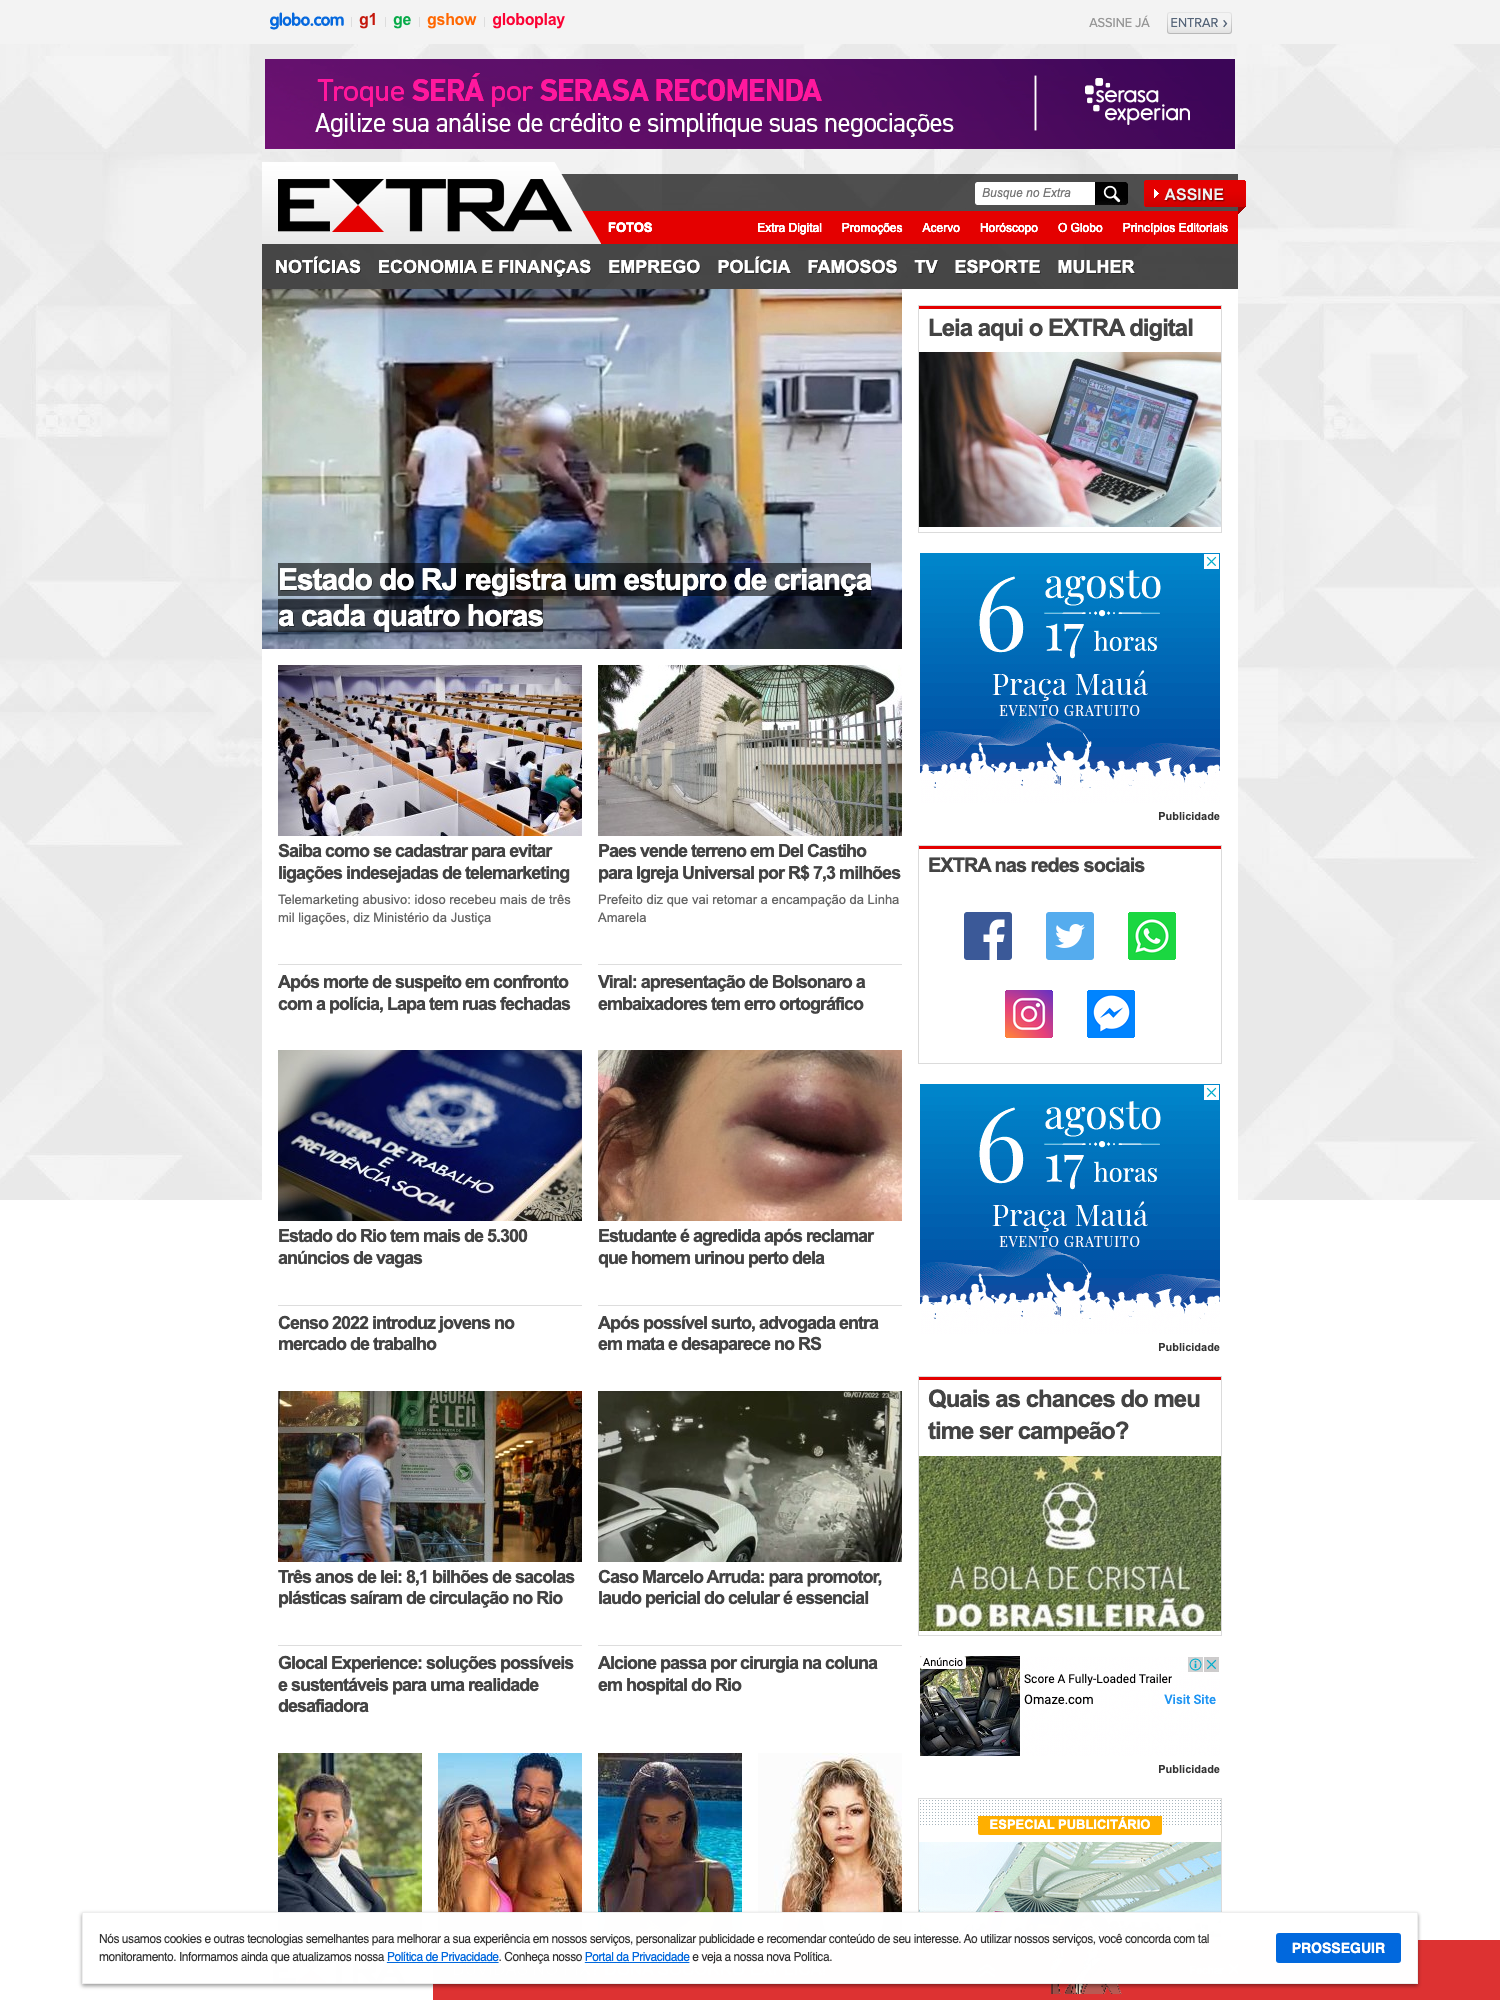 globo.com g1 ge gshow globoplay
ASSINE JÁ ENTRAR
Troque SERÁ por SERASA RECOMENDA
Agilize sua análise de crédito e simplifique suas negociações
serasa
experian
EXTRA
Busque no Extra
ASSINE
FOTOS Extra Digital Promoções Acervo Horóscopo O Globo Princípios Editoriais
NOTÍCIAS ECONOMIA E FINANÇAS EMPREGO POLÍCIA FAMOSOS TV ESPORTE MULHER
Estado do RJ registra um estupro de criança
a cada quatro horas
Saiba como se cadastrar para evitar
ligações indesejadas de telemarketing
Telemarketing abusivo: idoso recebeu mais de três
mil ligações, diz Ministério da Justiça
Paes vende terreno em Del Castiho
para Igreja Universal por R$ 7,3 milhões
Prefeito diz que vai retomar a encampação da Linha
Amarela
Após morte de suspeito em confronto
com a polícia, Lapa tem ruas fechadas
Viral: apresentação de Bolsonaro a
embaixadores tem erro ortográfico
CARTEIRA DE TRABALHO
E
PREVIDÊNCIA SOCIAL
Estado do Rio tem mais de 5.300
anúncios de vagas
Estudante é agredida após reclamar
que homem urinou perto dela
Censo 2022 introduz jovens no
mercado de trabalho
Após possível surto, advogada entra
em mata e desaparece no RS
AGORA
É LEI!
Três anos de lei: 8,1 bilhões de sacolas
plásticas saíram de circulação no Rio
Caso Marcelo Arruda: para promotor,
laudo pericial do celular é essencial
Glocal Experience: soluções possíveis
e sustentáveis para uma realidade
desafiadora
Alcione passa por cirurgia na coluna
em hospital do Rio
Leia aqui o EXTRA digital
6 agosto
17 horas
Praça Mauá
EVENTO GRATUITO
Publicidade
EXTRA nas redes sociais
6 agosto
17 horas
Praça Mauá
EVENTO GRATUITO
Publicidade
Quais as chances do meu
time ser campeão?
A BOLA DE CRISTAL
DO BRASILEIRÃO
Anúncio
Score A Fully-Loaded Trailer
Omaze.com Visit Site
Publicidade
ESPECIAL PUBLICITÁRIO
Nós usamos cookies e outras tecnologias semelhantes para melhorar a sua experiência em nossos serviços, personalizar publicidade e recomendar conteúdo de seu interesse. Ao utilizar nossos serviços, você concorda com tal
monitoramento. Informamos ainda que atualizamos nossa Política de Privacidade. Conheça nosso Portal da Privacidade e veja a nossa nova Política.
PROSSEGUIR